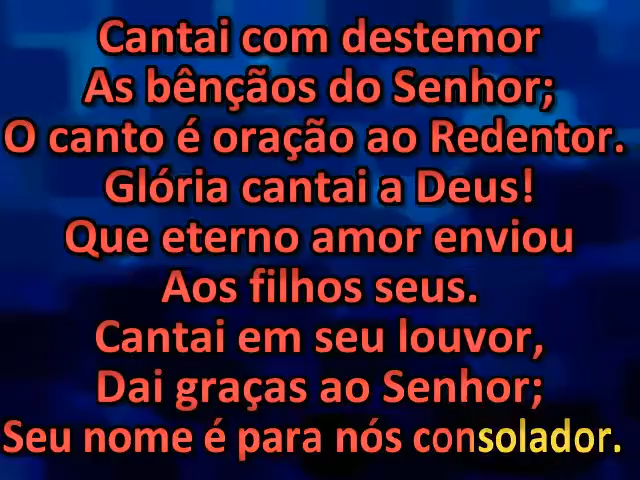 Cantai com destemor
As bênçãos do Senhor;
O canto é oração ao Redentor.
Glória cantai a Deus!
Que eterno amor enviou
Aos filhos seus.
Cantai em seu louvor,
Dai graças ao Senhor;
Seu nome é para nós consolador.